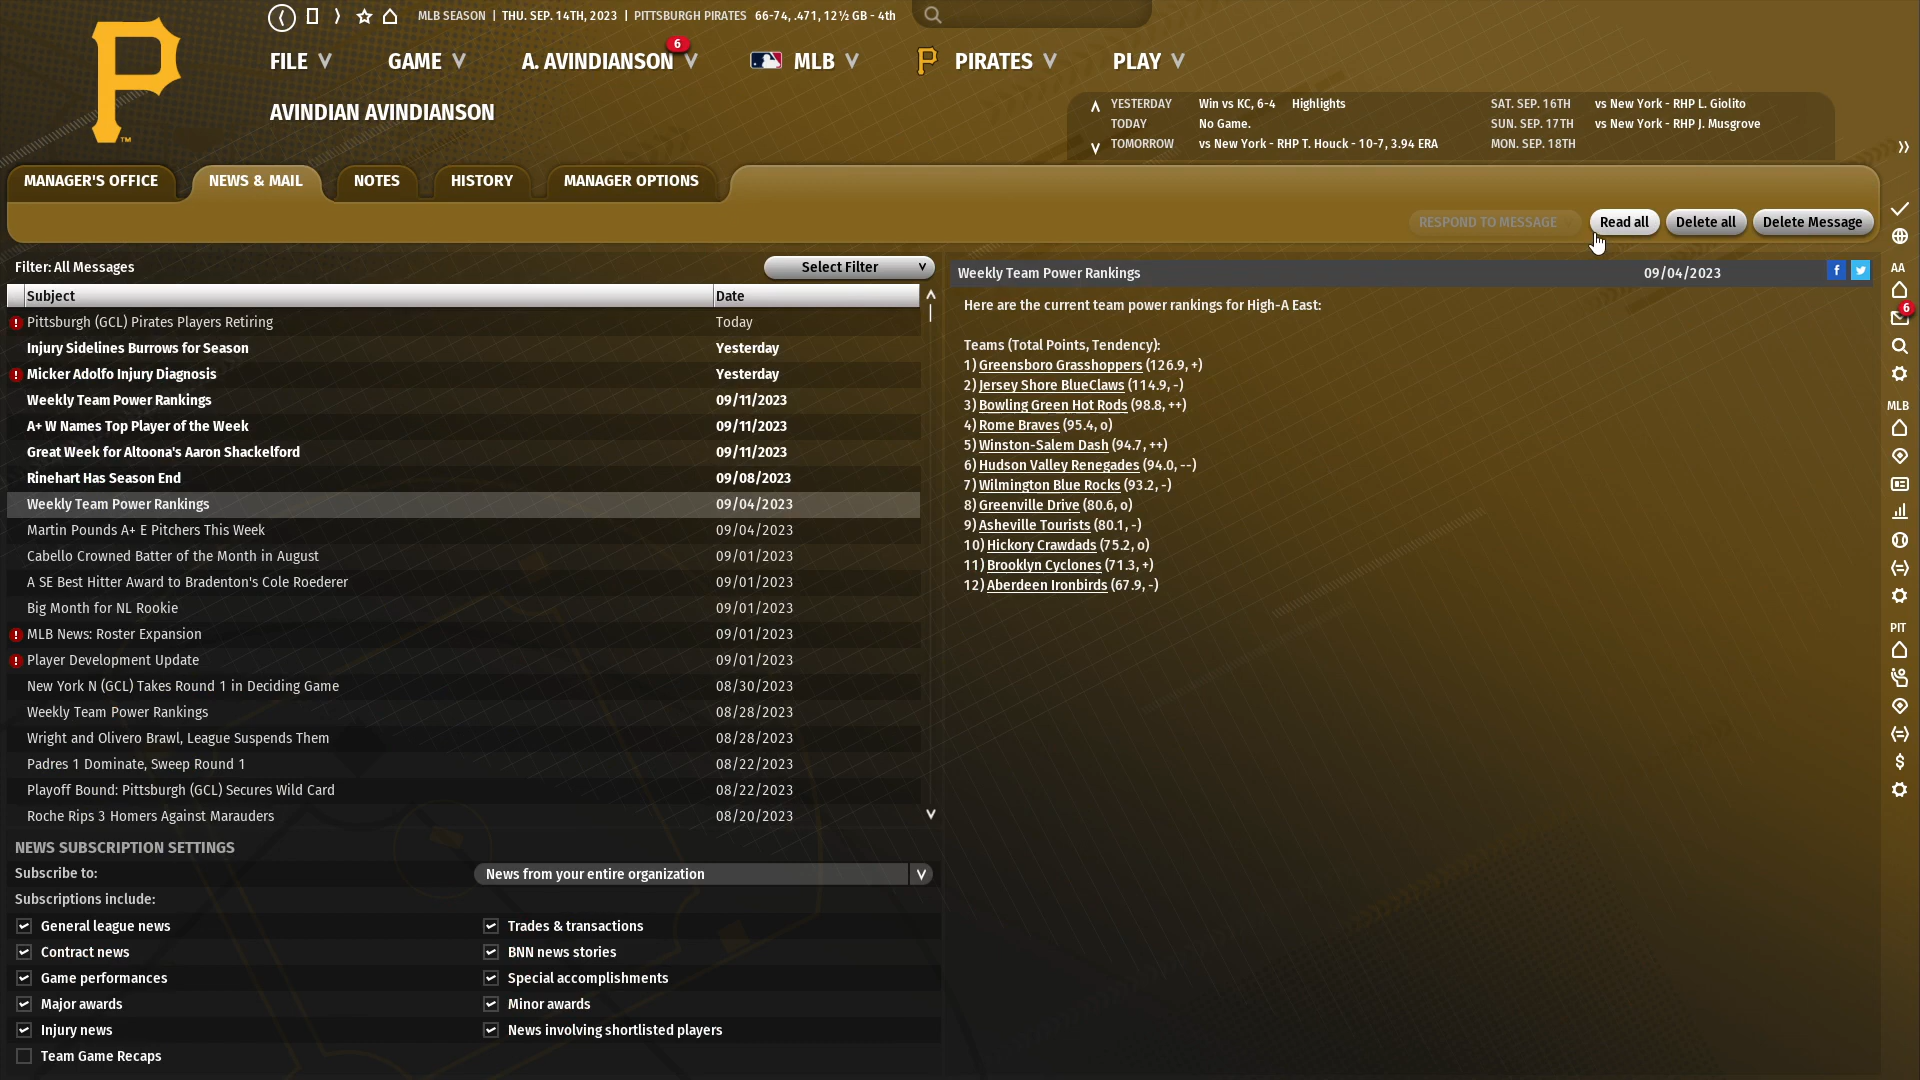 MLB SEASON | THU. SEP. 14TH, 2023 | PITTSBURGH PIRATES 66-74, .471, 12½ GB - 4th
FILE GAME A. AVINDIANSON 6 MLB PIRATES PLAY
P
TM
AVINDIAN AVINDIANSON
YESTERDAY Win vs KC, 6-4 Highlights SAT. SEP. 16TH vs New York - RHP L. Giolito
TODAY No Game. SUN. SEP. 17TH vs New York - RHP J. Musgrove
TOMORROW vs New York - RHP T. Houck - 10-7, 3.94 ERA MON. SEP. 18TH
MANAGER'S OFFICE NEWS & MAIL NOTES HISTORY MANAGER OPTIONS
RESPOND TO MESSAGE Read all Delete all Delete Message
Filter: All Messages Select Filter
Subject Date
Pittsburgh (GCL) Pirates Players Retiring Today
Injury Sidelines Burrows for Season Yesterday
Micker Adolfo Injury Diagnosis Yesterday
Weekly Team Power Rankings 09/11/2023
A+ W Names Top Player of the Week 09/11/2023
Great Week for Altoona's Aaron Shackelford 09/11/2023
Rinehart Has Season End 09/08/2023
Weekly Team Power Rankings 09/04/2023
Martin Pounds A+ E Pitchers This Week 09/04/2023
Cabello Crowned Batter of the Month in August 09/01/2023
A SE Best Hitter Award to Bradenton's Cole Roederer 09/01/2023
Big Month for NL Rookie 09/01/2023
MLB News: Roster Expansion 09/01/2023
Player Development Update 09/01/2023
New York N (GCL) Takes Round 1 in Deciding Game 08/30/2023
Weekly Team Power Rankings 08/28/2023
Wright and Olivero Brawl, League Suspends Them 08/28/2023
Padres 1 Dominate, Sweep Round 1 08/22/2023
Playoff Bound: Pittsburgh (GCL) Secures Wild Card 08/22/2023
Roche Rips 3 Homers Against Marauders 08/20/2023
NEWS SUBSCRIPTION SETTINGS
Subscribe to: News from your entire organization
Subscriptions include:
General league news Trades & transactions
Contract news BNN news stories
Game performances Special accomplishments
Major awards Minor awards
Injury news News involving shortlisted players
Team Game Recaps
Weekly Team Power Rankings 09/04/2023
Here are the current team power rankings for High-A East:
Teams (Total Points, Tendency):
1) Greensboro Grasshoppers (126.9, +)
2) Jersey Shore BlueClaws (114.9, -)
3) Bowling Green Hot Rods (98.8, ++)
4) Rome Braves (95.4, o)
5) Winston-Salem Dash (94.7, ++)
6) Hudson Valley Renegades (94.0, --)
7) Wilmington Blue Rocks (93.2, -)
8) Greenville Drive (80.6, o)
9) Asheville Tourists (80.1, -)
10) Hickory Crawdads (75.2, o)
11) Brooklyn Cyclones (71.3, +)
12) Aberdeen Ironbirds (67.9, -)
AA
6
MLB
PIT